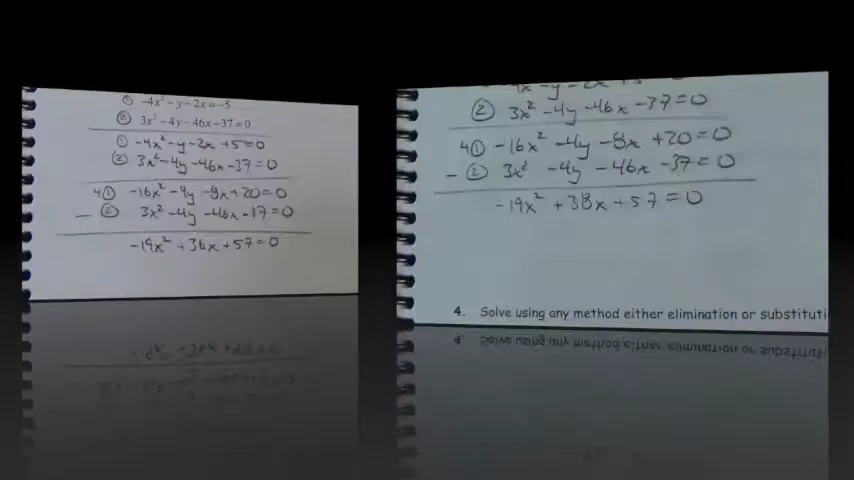 ① -4x² - y - 2x = -5
② 3x² - 4y - 46x - 37 = 0
① -4x² - y - 2x + 5 = 0
② 3x² - 4y - 46x - 37 = 0
4① -16x² - 4y - 8x + 20 = 0
- ② 3x² - 4y - 46x - 37 = 0
-19x² + 36x + 57 = 0
② 3x² - 4y - 46x - 37 = 0
4① -16x² - 4y - 8x + 20 = 0
- ② 3x² - 4y - 46x - 37 = 0
-19x² + 38x + 57 = 0
4. Solve using any method either elimination or substituti